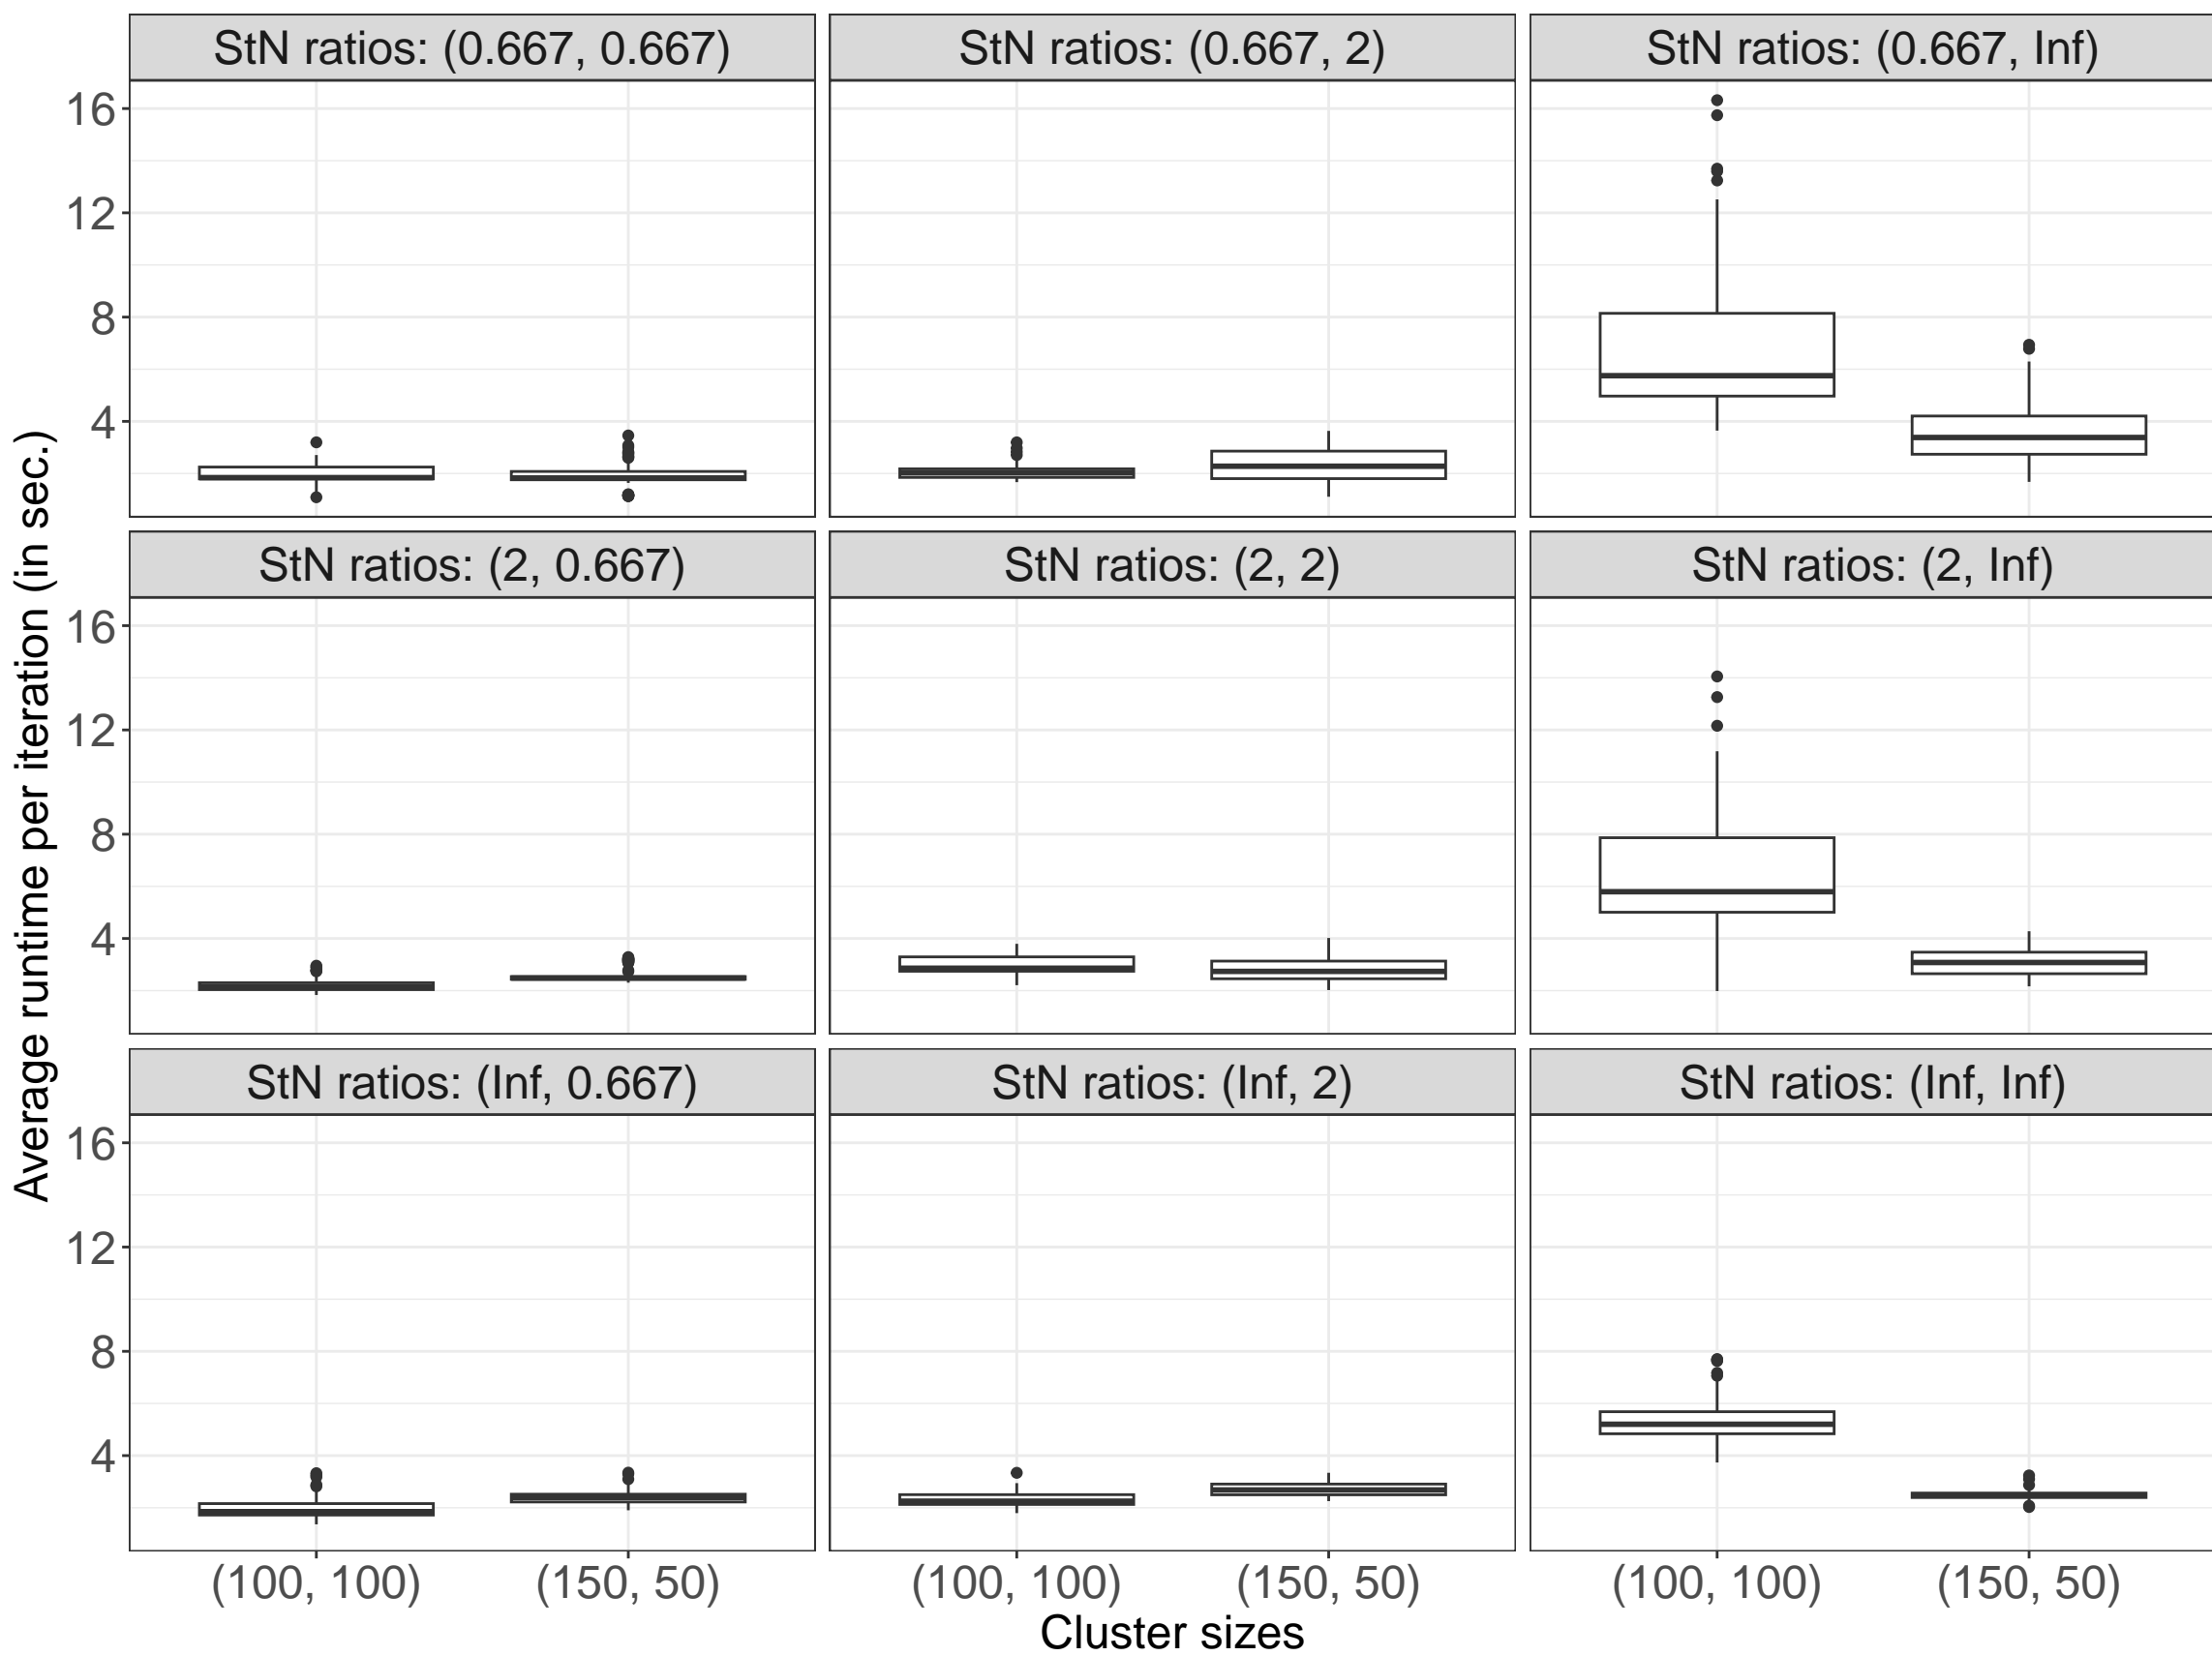 StN ratios: (0.667, 0.667)
StN ratios: (0.667, 2)
StN ratios: (0.667, Inf)
16
12
8
4
StN ratios: (2, 0.667)
StN ratios: (2, 2)
StN ratios: (2, Inf)
16
12
8
4
StN ratios: (Inf, 0.667)
StN ratios: (Inf, 2)
StN ratios: (Inf, Inf)
16
12
8
4
Average runtime per iteration (in sec.)
(100, 100)
(150, 50)
(100, 100)
(150, 50)
(100, 100)
(150, 50)
Cluster sizes